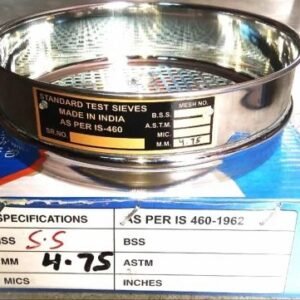 STANDARD TEST SIEVES
MADE IN INDIA
AS PER IS-460
SR.NO.
MESH NO.
B.S.S.
A.S.T.M.
MIC.
M.M. 4.75
SPECIFICATIONS AS PER IS 460-1962
SS S.S BSS
MM 4.75 ASTM
MICS INCHES